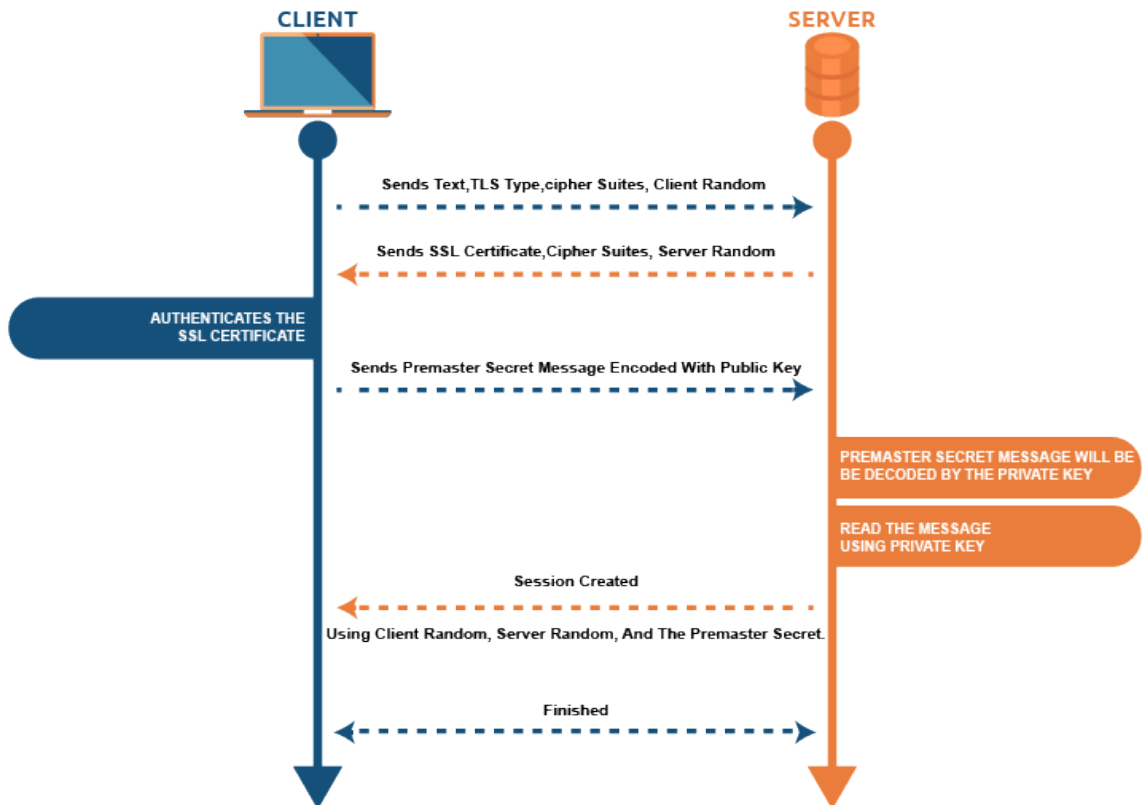 CLIENT
SERVER
Sends Text,TLS Type,cipher Suites, Client Random
Sends SSL Certificate,Cipher Suites, Server Random
AUTHENTICATES THE
SSL CERTIFICATE
Sends Premaster Secret Message Encoded With Public Key
PREMASTER SECRET MESSAGE WILL BE
BE DECODED BY THE PRIVATE KEY
READ THE MESSAGE
USING PRIVATE KEY
Session Created
Using Client Random, Server Random, And The Premaster Secret.
Finished